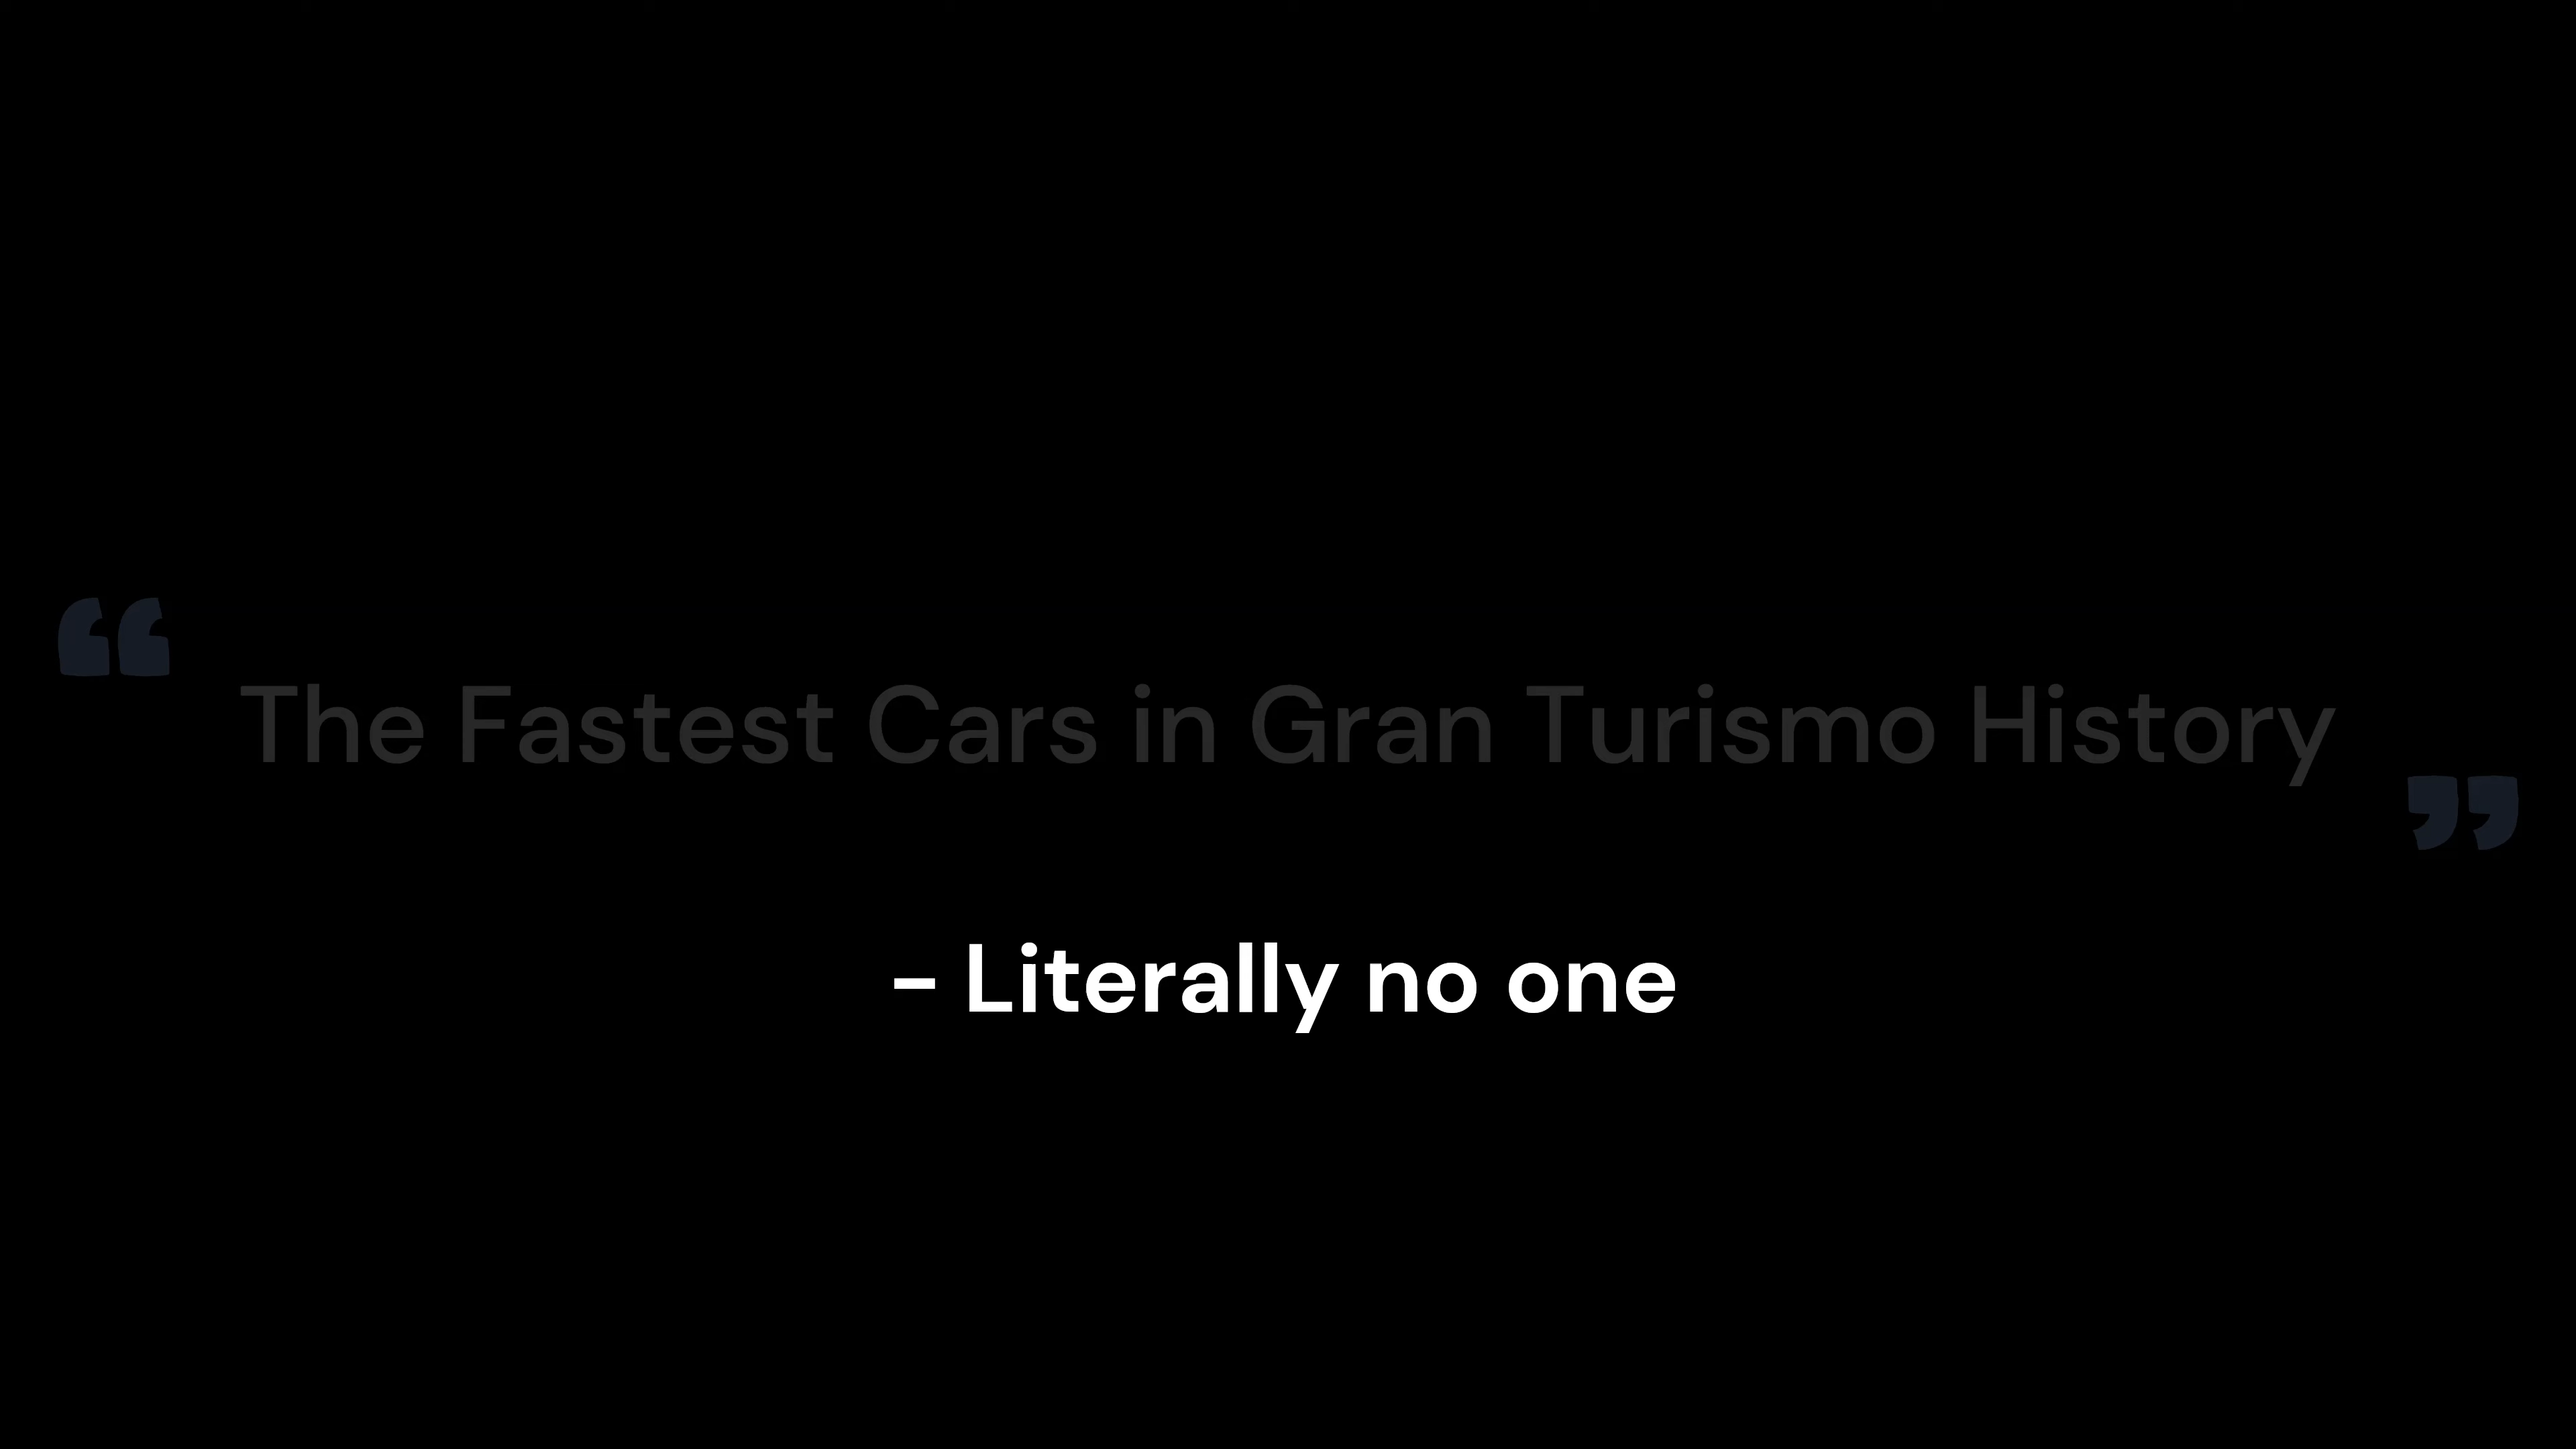 “The Fastest Cars in Gran Turismo History”
- Literally no one